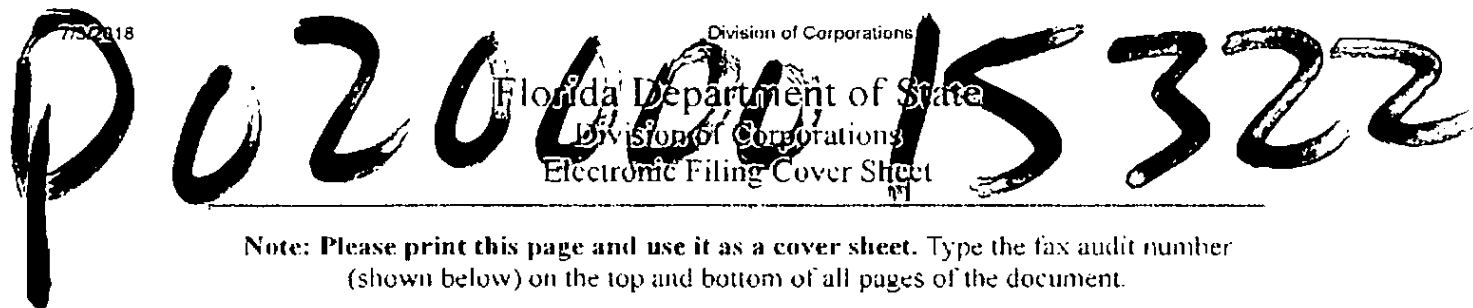 7/3/2018 Division of Corporations
P02000015322
Florida Department of State
Division of Corporations
Electronic Filing Cover Sheet
Note: Please print this page and use it as a cover sheet. Type the fax audit number
(shown below) on the top and bottom of all pages of the document.